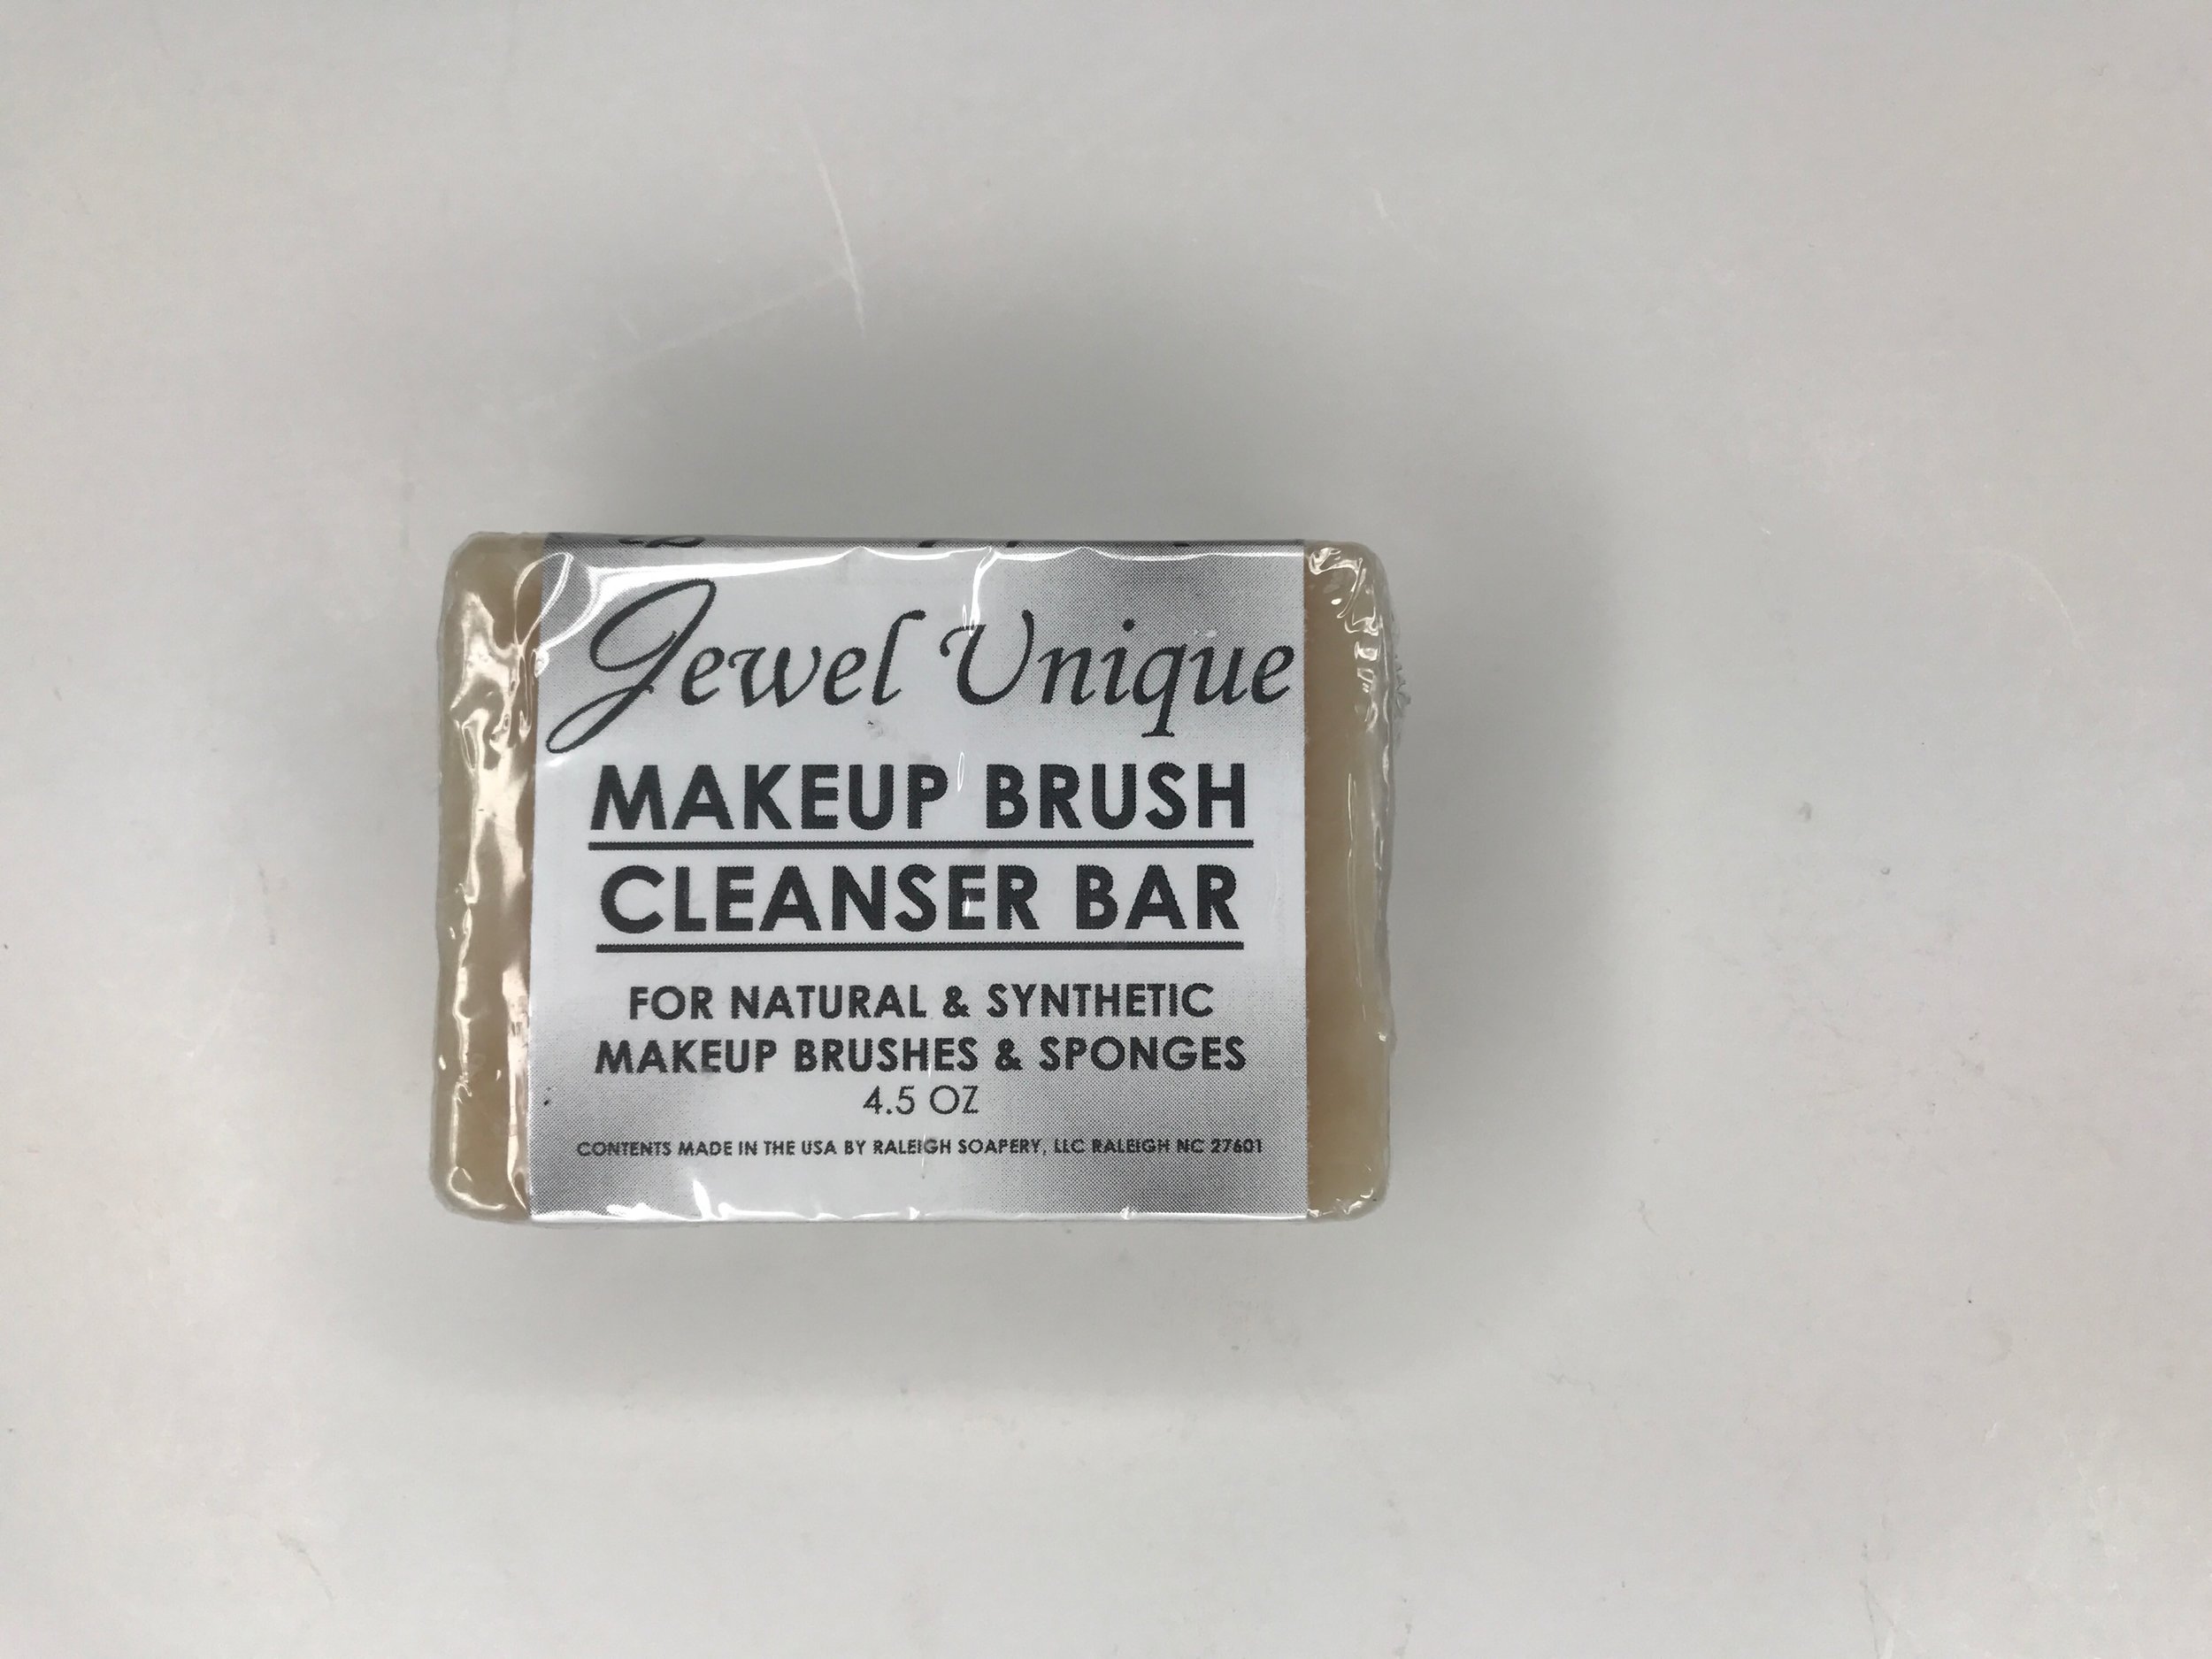 Jewel Unique
MAKEUP BRUSH
CLEANSER BAR
FOR NATURAL & SYNTHETIC
MAKEUP BRUSHES & SPONGES
4.5 OZ
CONTENTS MADE IN THE USA BY RALEIGH SOAPERY, LLC RALEIGH NC 27601